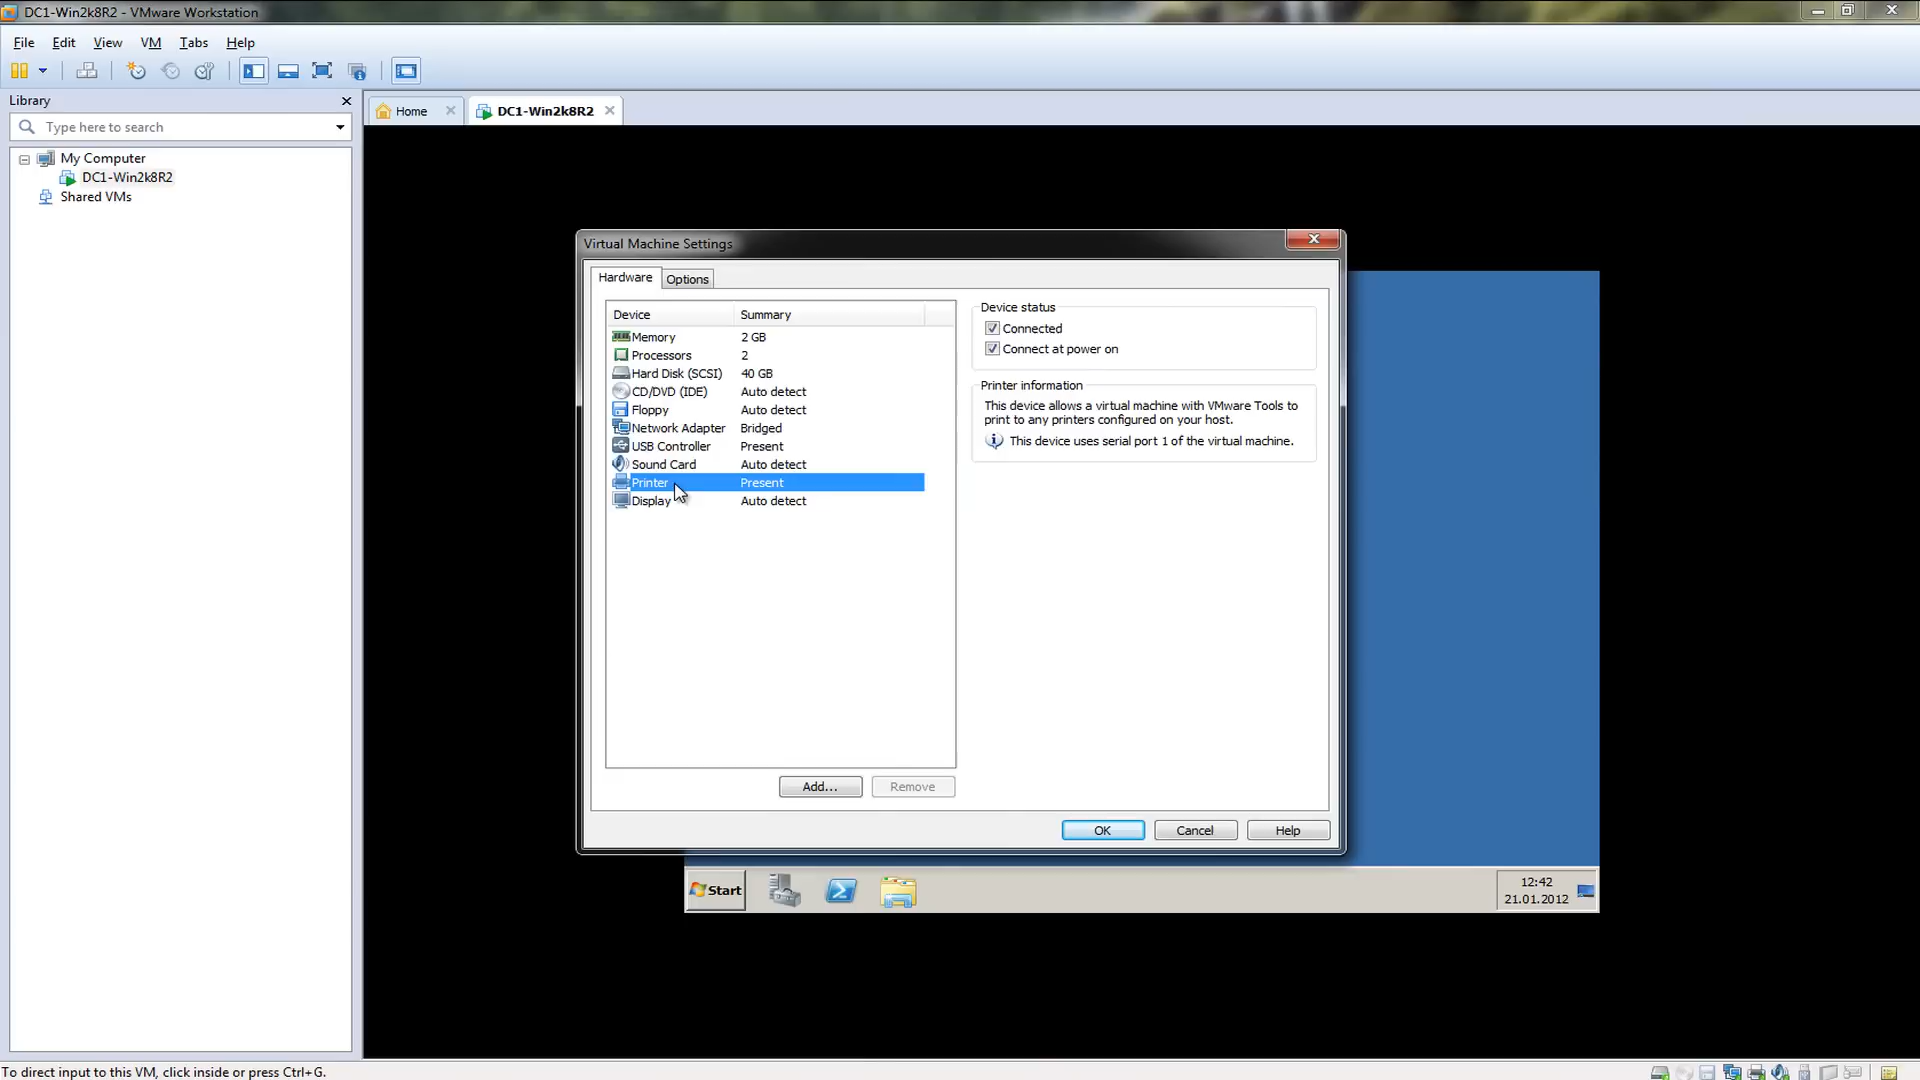 DC1-Win2k8R2 - VMware Workstation
File Edit View VM Tabs Help
Library
Home
DC1-Win2k8R2
Type here to search
My Computer
DC1-Win2k8R2
Shared VMs
Virtual Machine Settings
Hardware
Options
Device Summary
Memory 2 GB
Processors 2
Hard Disk (SCSI) 40 GB
CD/DVD (IDE) Auto detect
Floppy Auto detect
Network Adapter Bridged
USB Controller Present
Sound Card Auto detect
Printer Present
Display Auto detect
Device status
Connected
Connect at power on
Printer information
This device allows a virtual machine with VMware Tools to
print to any printers configured on your host.
This device uses serial port 1 of the virtual machine.
Add...
Remove
OK
Cancel
Help
Start
12:42
21.01.2012
To direct input to this VM, click inside or press Ctrl+G.